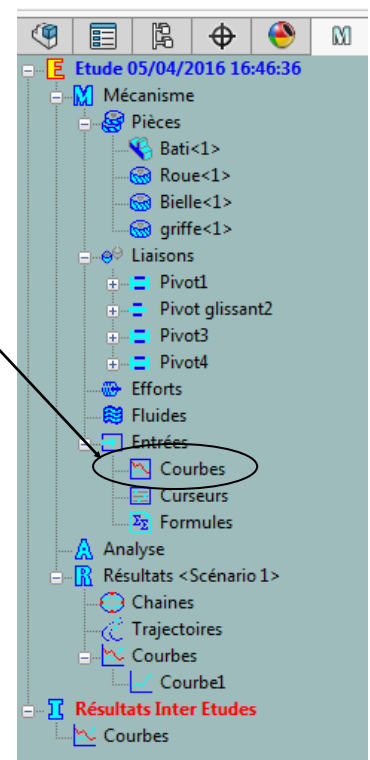 M
E Etude 05/04/2016 16:46:36
M Mécanisme
Pièces
Bati<1>
Roue<1>
Bielle<1>
griffe<1>
Liaisons
Pivot1
Pivot glissant2
Pivot3
Pivot4
Efforts
Fluides
Entrées
Courbes
Curseurs
ΣΣ Formules
A Analyse
R Résultats <Scénario 1>
Chaines
Trajectoires
Courbes
Courbe1
I Résultats Inter Etudes
Courbes